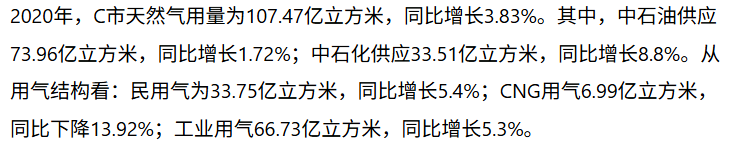 2020年，C市天然气用量为107.47亿立方米，同比增长3.83%。其中，中石油供应
73.96亿立方米，同比增长1.72%；中石化供应33.51亿立方米，同比增长8.8%。从
用气结构看：民用气为33.75亿立方米，同比增长5.4%；CNG用气6.99亿立方米，
同比下降13.92%；工业用气66.73亿立方米，同比增长5.3%。